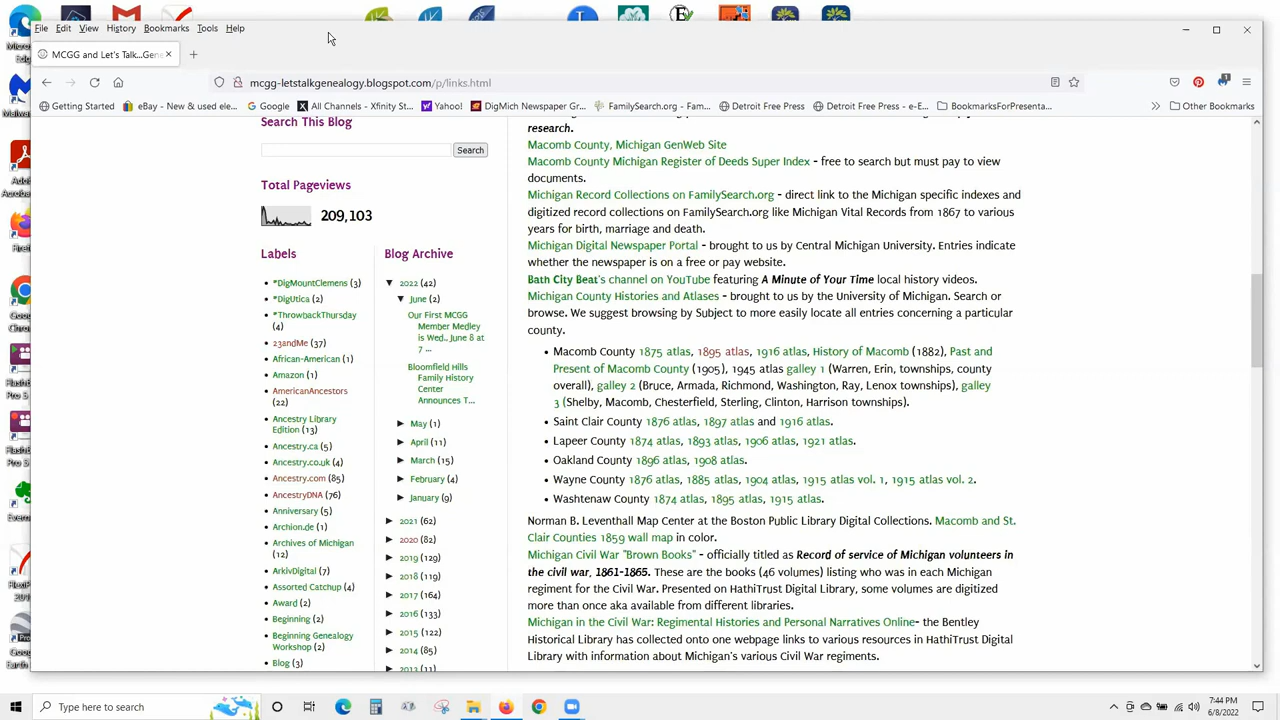 File Edit View History Bookmarks Tools Help
MCGG and Let's Talk...Gene
mcgg-letstalkgenealogy.blogspot.com/p/links.html
Getting Started eBay - New & used ele... Google All Channels - Xfinity St... Yahoo! DigMich Newspaper Gr... FamilySearch.org - Fam... Detroit Free Press Detroit Free Press - e-E... BookmarksForPresenta... Other Bookmarks
Search This Blog
Search
Total Pageviews
209,103
Labels
*DigMountClemens (3)
*DigUtica (2)
*ThrowbackThursday
(4)
23andMe (37)
African-American (1)
Amazon (1)
AmericanAncestors
(22)
Ancestry Library
Edition (13)
Ancestry.ca (5)
Ancestry.co.uk (4)
Ancestry.com (85)
AncestryDNA (76)
Anniversary (5)
Archion.de (1)
Archives of Michigan
(12)
ArkivDigital (7)
Assorted Catchup (4)
Award (2)
Beginning (2)
Beginning Genealogy
Workshop (2)
Blog (3)
Blog Archive
▼ 2022 (42)
▼ June (2)
Our First MCGG
Member Medley
is Wed., June 8 at
7 ...
Bloomfield Hills
Family History
Center
Announces T...
► May (1)
► April (11)
► March (15)
► February (4)
► January (9)
► 2021 (62)
► 2020 (82)
► 2019 (129)
► 2018 (119)
► 2017 (164)
► 2016 (133)
► 2015 (122)
► 2014 (85)
► 2013 (11)
research.
Macomb County, Michigan GenWeb Site
Macomb County Michigan Register of Deeds Super Index - free to search but must pay to view
documents.
Michigan Record Collections on FamilySearch.org - direct link to the Michigan specific indexes and
digitized record collections on FamilySearch.org like Michigan Vital Records from 1867 to various
years for birth, marriage and death.
Michigan Digital Newspaper Portal - brought to us by Central Michigan University. Entries indicate
whether the newspaper is on a free or pay website.
Bath City Beat's channel on YouTube featuring A Minute of Your Time local history videos.
Michigan County Histories and Atlases - brought to us by the University of Michigan. Search or
browse. We suggest browsing by Subject to more easily locate all entries concerning a particular
county.
• Macomb County 1875 atlas, 1895 atlas, 1916 atlas, History of Macomb (1882), Past and
Present of Macomb County (1905), 1945 atlas galley 1 (Warren, Erin, townships, county
overall), galley 2 (Bruce, Armada, Richmond, Washington, Ray, Lenox townships), galley
3 (Shelby, Macomb, Chesterfield, Sterling, Clinton, Harrison townships).
• Saint Clair County 1876 atlas, 1897 atlas and 1916 atlas.
• Lapeer County 1874 atlas, 1893 atlas, 1906 atlas, 1921 atlas.
• Oakland County 1896 atlas, 1908 atlas.
• Wayne County 1876 atlas, 1885 atlas, 1904 atlas, 1915 atlas vol. 1, 1915 atlas vol. 2.
• Washtenaw County 1874 atlas, 1895 atlas, 1915 atlas.
Norman B. Leventhall Map Center at the Boston Public Library Digital Collections. Macomb and St.
Clair Counties 1859 wall map in color.
Michigan Civil War "Brown Books" - officially titled as Record of service of Michigan volunteers in
the civil war, 1861-1865. These are the books (46 volumes) listing who was in each Michigan
regiment for the Civil War. Presented on HathiTrust Digital Library, some volumes are digitized
more than once aka available from different libraries.
Michigan in the Civil War: Regimental Histories and Personal Narratives Online- the Bentley
Historical Library has collected onto one webpage links to various resources in HathiTrust Digital
Library with information about Michigan's various Civil War regiments.
Type here to search
7:44 PM
6/8/2022